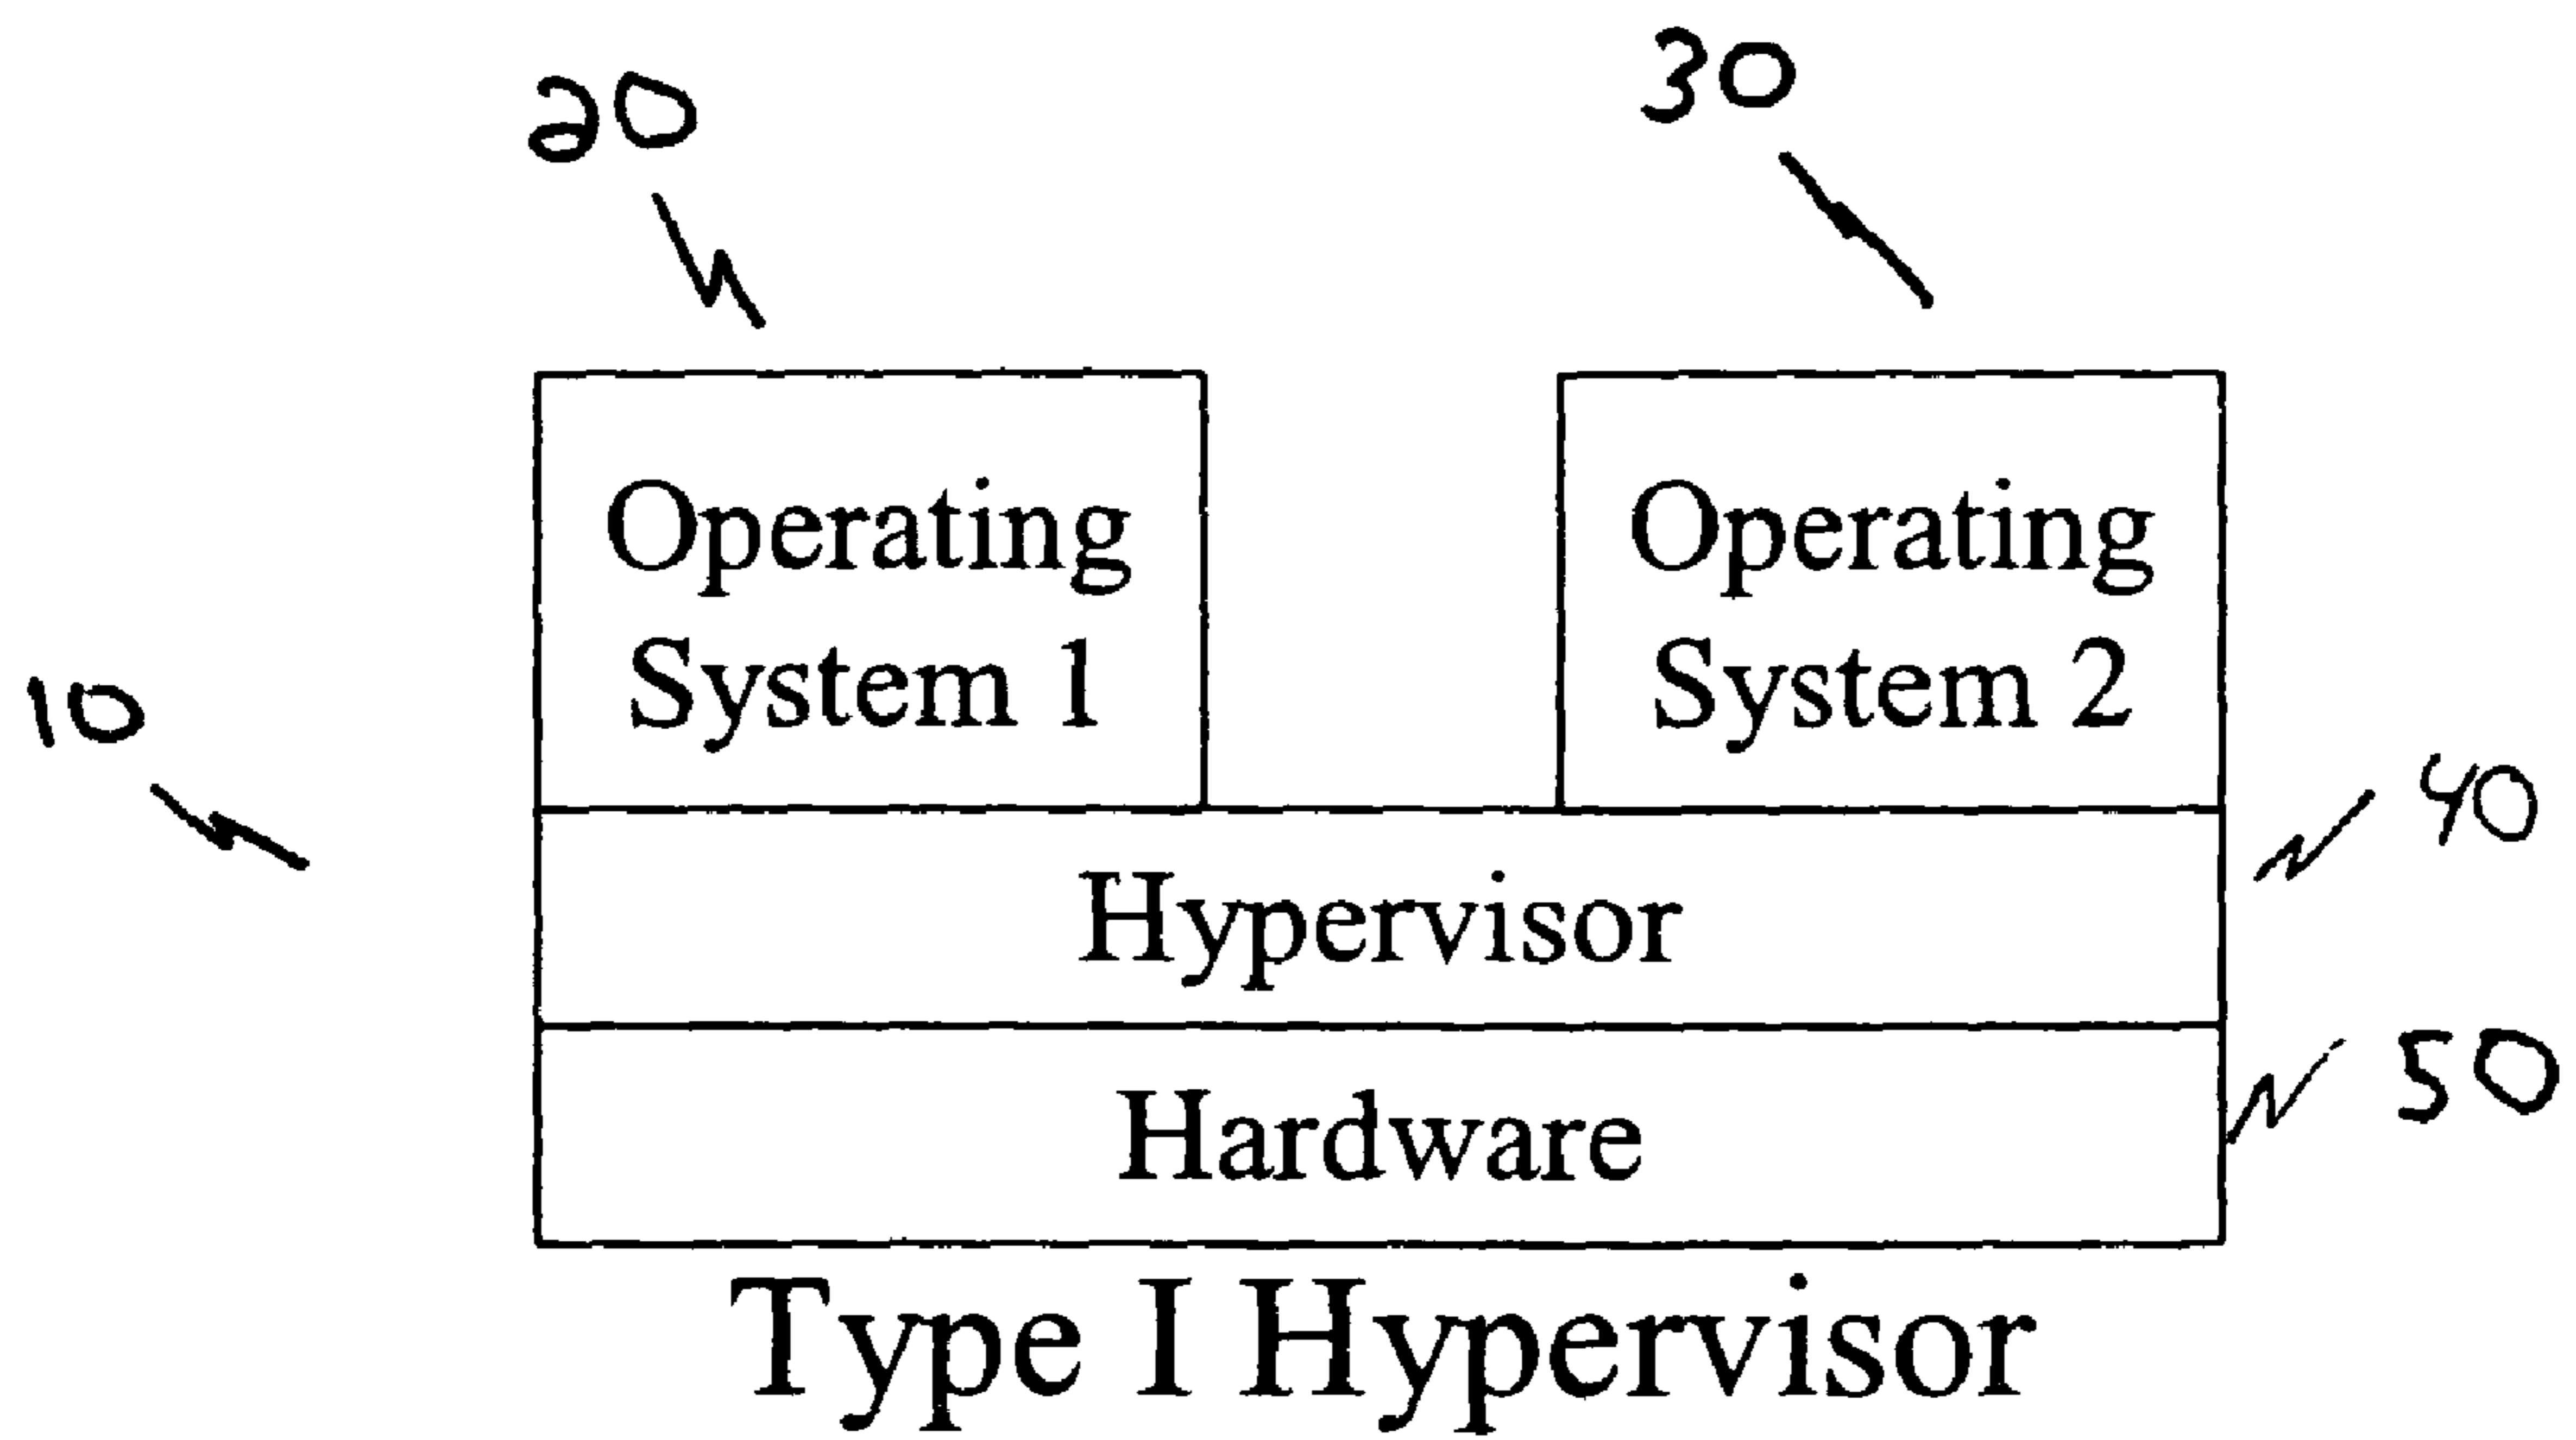 20
30
Operating
System 1
Operating
System 2
10
40
Hypervisor
50
Hardware
Type I Hypervisor